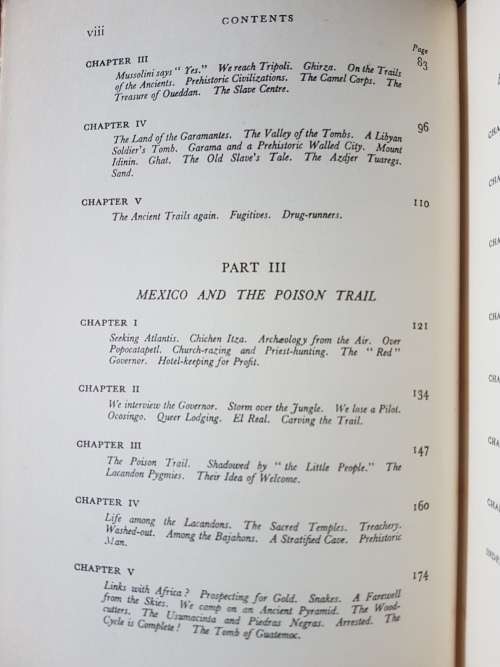 viii
CONTENTS
Page
CHAPTER III
83
Mussolini says "Yes." We reach Tripoli. Ghirza. On the Trails
of the Ancients. Prehistoric Civilizations. The Camel Corps. The
Treasure of Oueddan. The Slave Centre.
CHAPTER IV
96
The Land of the Garamantes. The Valley of the Tombs. A Libyan
Soldier's Tomb. Garama and a Prehistoric Walled City. Mount
Idinin. Ghat. The Old Slave's Tale. The Azdjer Tuaregs.
Sand.
CHAPTER V
110
The Ancient Trails again. Fugitives. Drug-runners.
PART III
MEXICO AND THE POISON TRAIL
CHAPTER I
121
Seeking Atlantis. Chichen Itza. Archæology from the Air. Over
Popocatapetl. Church-razing and Priest-hunting. The "Red"
Governor. Hotel-keeping for Profit.
CHAPTER II
134
We interview the Governor. Storm over the Jungle. We lose a Pilot.
Ocosingo. Queer Lodging. El Real. Carving the Trail.
CHAPTER III
147
The Poison Trail. Shadowed by "the Little People." The
Lacandon Pygmies. Their Idea of Welcome.
CHAPTER IV
160
Life among the Lacandons. The Sacred Temples. Treachery.
Washed-out. Among the Bajahons. A Stratified Cave. Prehistoric
Man.
CHAPTER V
174
Links with Africa? Prospecting for Gold. Snakes. A Farewell
from the Skies. We camp on an Ancient Pyramid. The Wood-
cutters. The Usumacinta and Piedras Negras. Arrested. The
Cycle is Complete! The Tomb of Guatemoc.